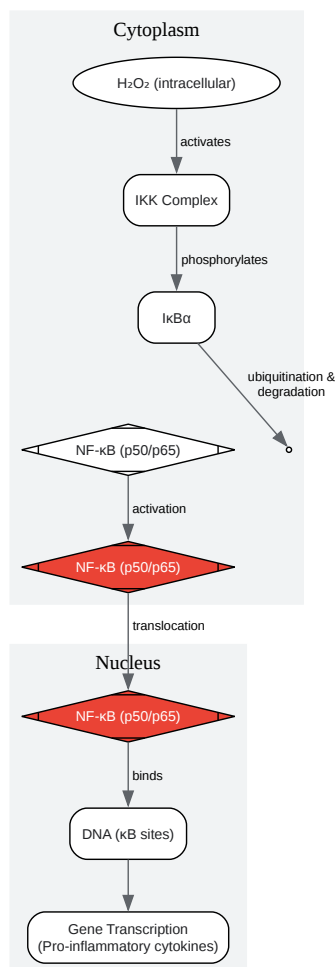 Cytoplasm
H₂O₂ (intracellular)
activates
IKK Complex
phosphorylates
IκBα
ubiquitination &
degradation
NF-κB (p50/p65)
activation
NF-κB (p50/p65)
translocation
Nucleus
NF-κB (p50/p65)
binds
DNA (κB sites)
Gene Transcription
(Pro-inflammatory cytokines)